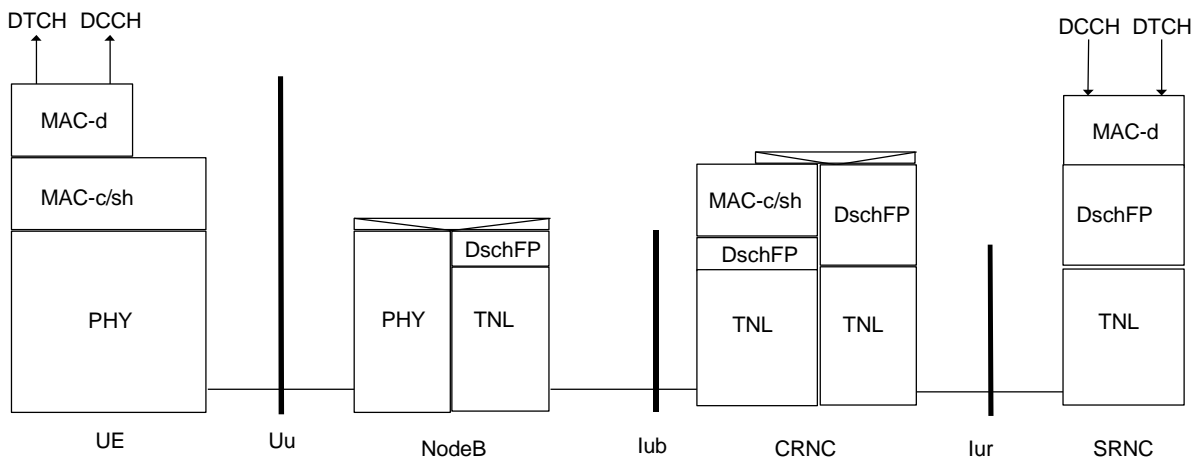 DTCH DCCH
DCCH DTCH
MAC-d
MAC-d
MAC-c/sh
MAC-c/sh
DschFP
DschFP
DschFP
DschFP
PHY
PHY
TNL
TNL
TNL
TNL
UE
Uu
NodeB
Iub
CRNC
Iur
SRNC